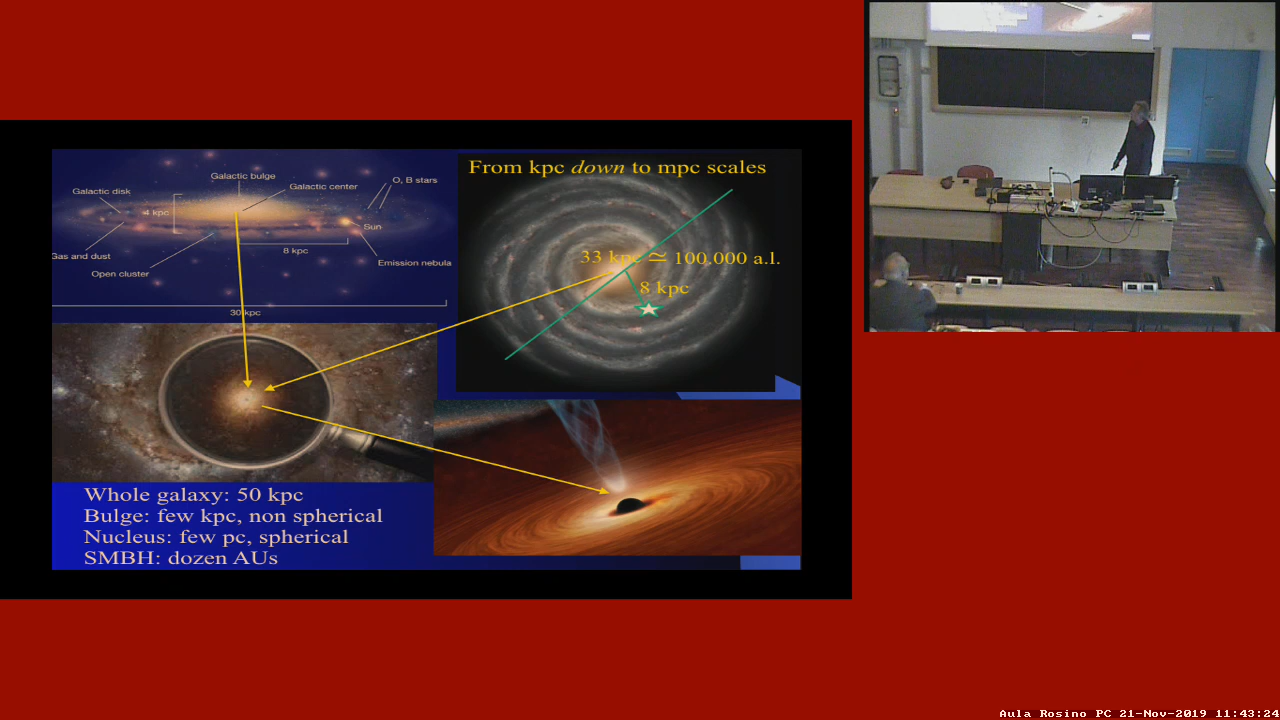 From kpc down to mpc scales
Galactic bulge
Galactic center
O, B stars
Galactic disk
4 kpc
Sun
8 kpc
Gas and dust
Open cluster
Emission nebula
30 kpc
33 kpc ≃ 100.000 a.l.
8 kpc
Whole galaxy: 50 kpc
Bulge: few kpc, non spherical
Nucleus: few pc, spherical
SMBH: dozen AUs
Aula Rosino PC 21-Nov-2019 11:43:24